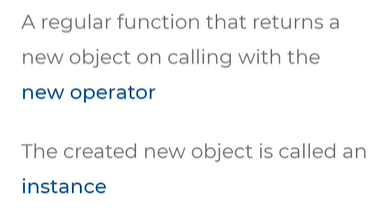 A regular function that returns a
new object on calling with the
new operator
The created new object is called an
instance